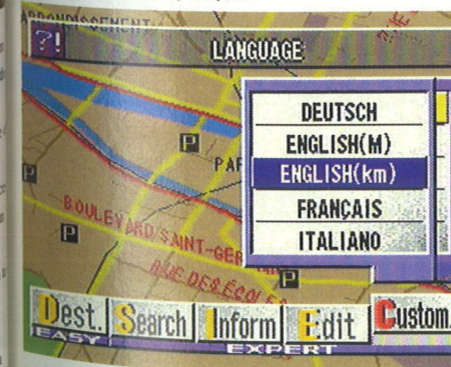 ARRONDISSEMENT
?!
LANGUAGE
DEUTSCH
ENGLISH(M)
ENGLISH(km)
FRANÇAIS
ITALIANO
P
P
P
P
BOULEVARD/SAINT-GER
RUE DES ÉCOLES
Dest. Search Inform Edit Custom.
EASY EXPERT